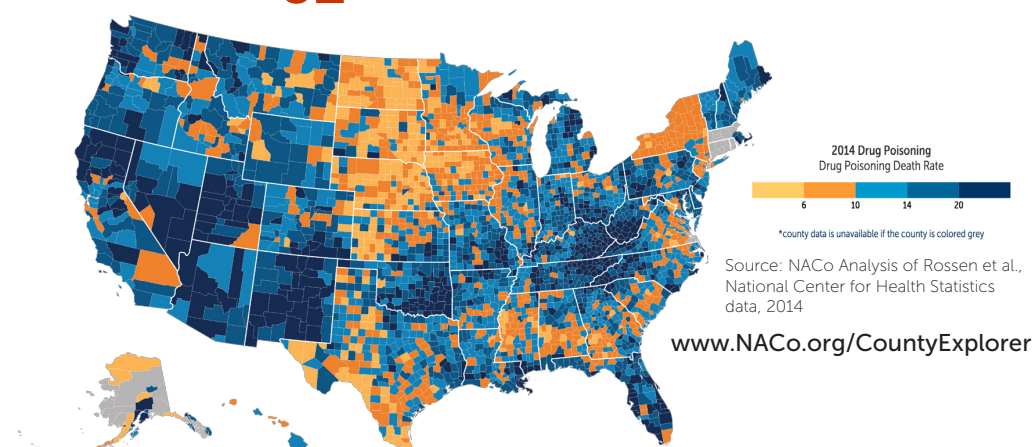 2014 Drug Poisoning
Drug Poisoning Death Rate
6 10 14 20
*county data is unavailable if the county is colored grey
Source: NACo Analysis of Rossen et al.,
National Center for Health Statistics
data, 2014
www.NACo.org/CountyExplorer